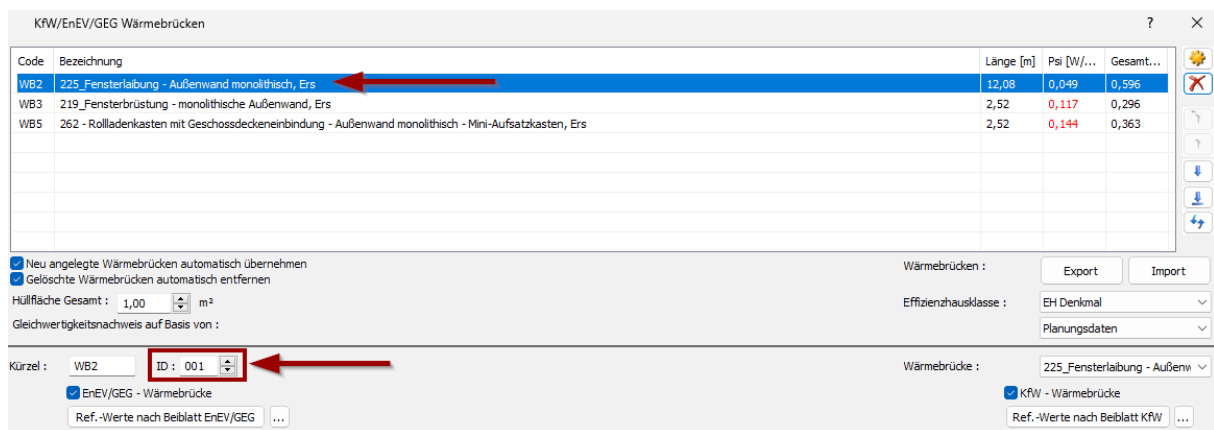 KfW/EnEV/GEG Wärmebrücken ? ×
Code Bezeichnung Länge [m] Psi [W/... Gesamt...
WB2 225_Fensterlaibung - Außenwand monolithisch, Ers 12,08 0,049 0,596
WB3 219_Fensterbrüstung - monolithische Außenwand, Ers 2,52 0,117 0,296
WB5 262 - Rollladenkasten mit Geschossdeckeneinbindung - Außenwand monolithisch - Mini-Aufsatzkasten, Ers 2,52 0,144 0,363
Neu angelegte Wärmebrücken automatisch übernehmen Wärmebrücken : Export Import
Gelöschte Wärmebrücken automatisch entfernen
Hüllfläche Gesamt : 1,00 m² Effizienzhausklasse : EH Denkmal
Gleichwertigkeitsnachweis auf Basis von : Planungsdaten
Kürzel : WB2 ID : 001 Wärmebrücke : 225_Fensterlaibung - Außenw
EnEV/GEG - Wärmebrücke KfW - Wärmebrücke
Ref.-Werte nach Beiblatt EnEV/GEG ... Ref.-Werte nach Beiblatt KfW ...